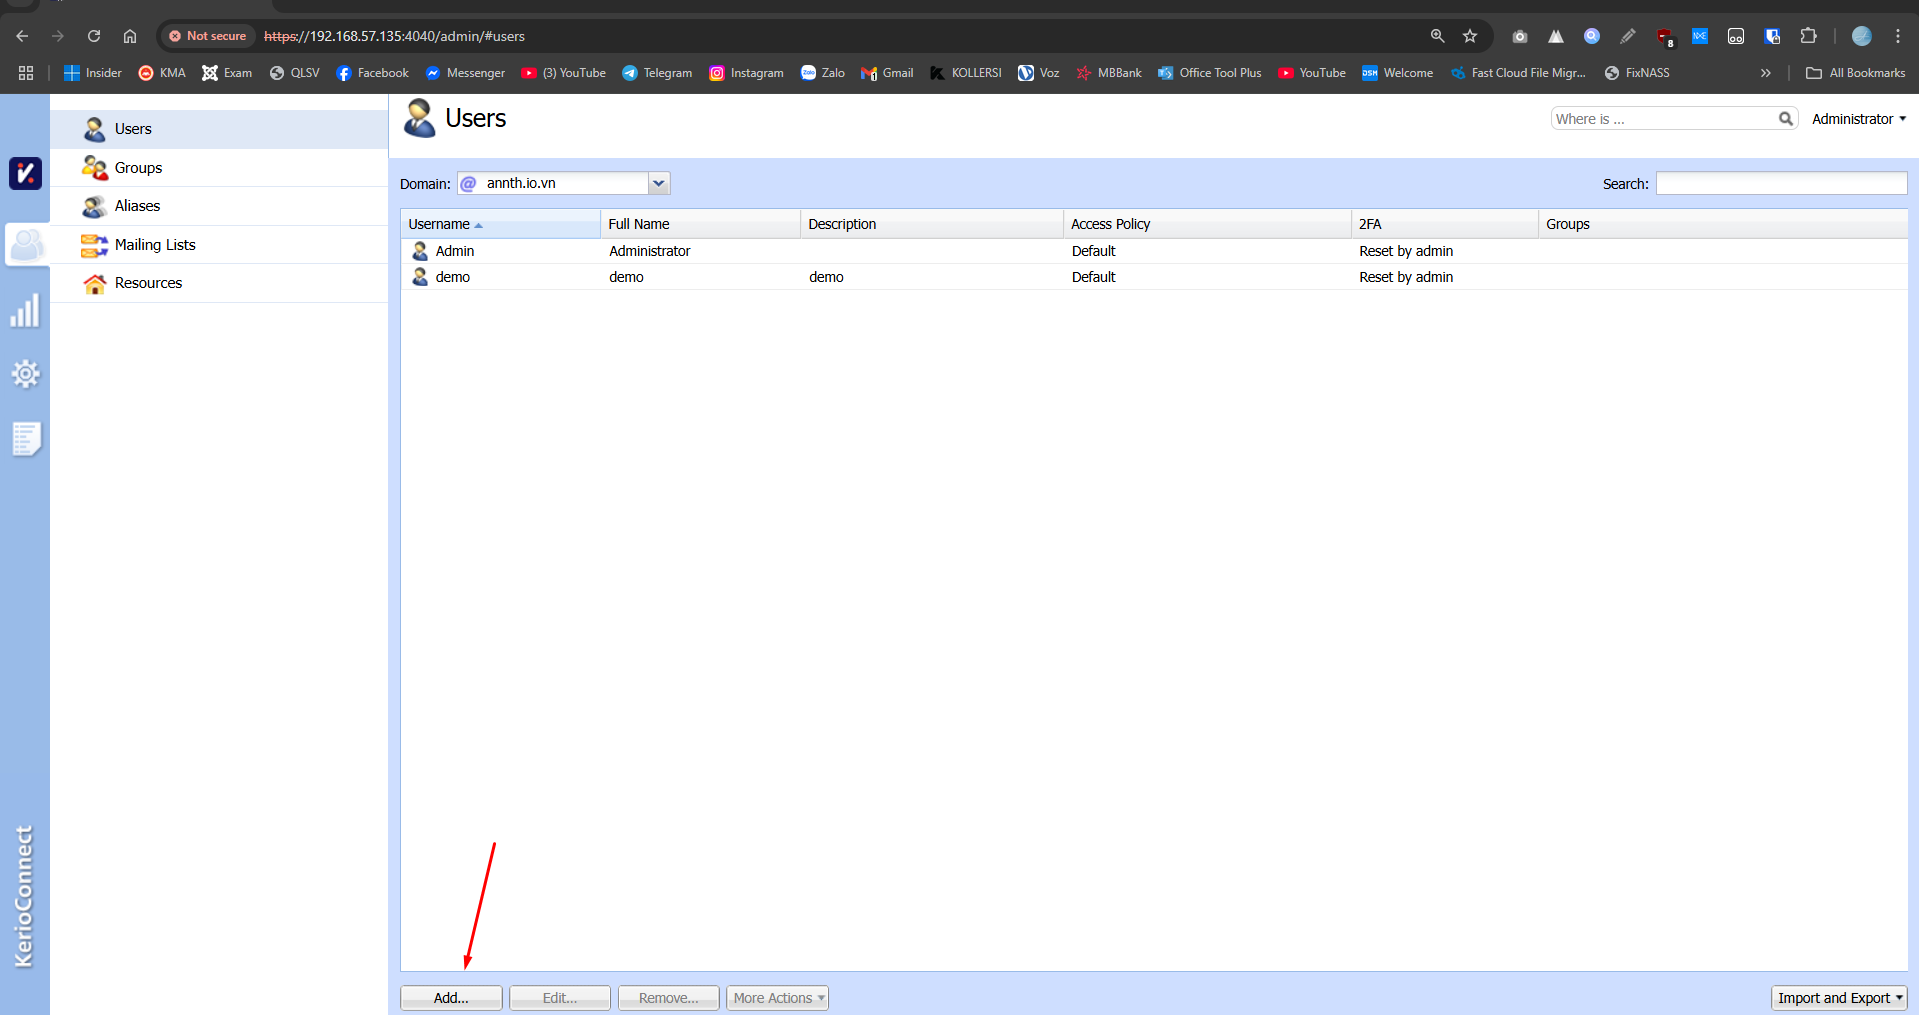 Not secure https://192.168.57.135:4040/admin/#users 8
Insider KMA Exam QLSV Facebook Messenger (3) YouTube Telegram Instagram Zalo Gmail KOLLERSI Voz MBBank Office Tool Plus YouTube Welcome Fast Cloud File Migr... FixNASS » All Bookmarks
Users
Groups
Aliases
Mailing Lists
Resources
KerioConnect
Users
Where is ...
Administrator
Domain: @ annth.io.vn
Search:
Username Full Name Description Access Policy 2FA Groups
Admin Administrator Default Reset by admin
demo demo demo Default Reset by admin
Add... Edit... Remove... More Actions Import and Export